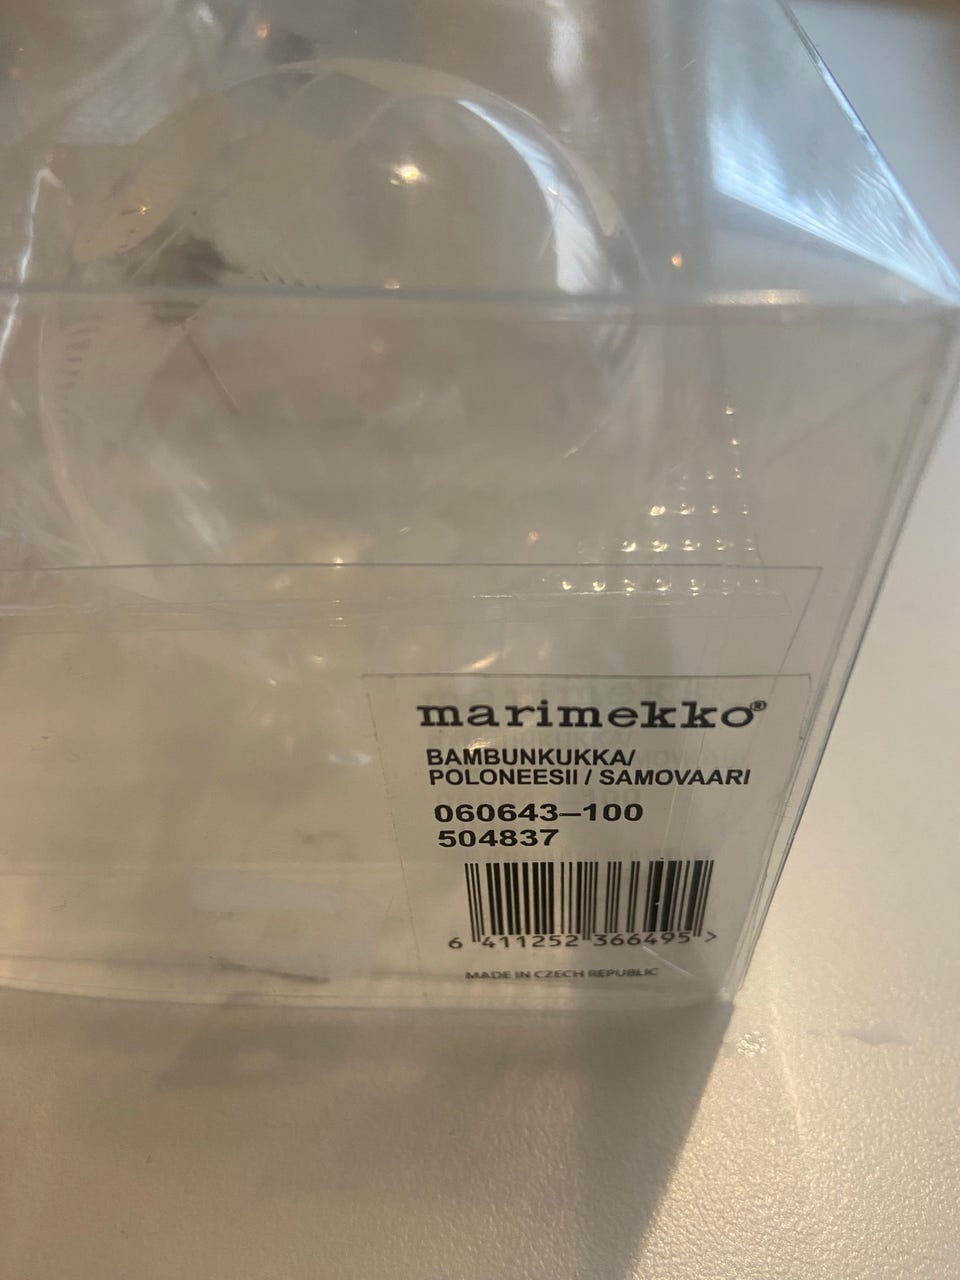 marimekko®
BAMBUNKUKKA/
POLONEESII / SAMOVAARI
060643–100
504837
6 411252 366495 >
MADE IN CZECH REPUBLIC